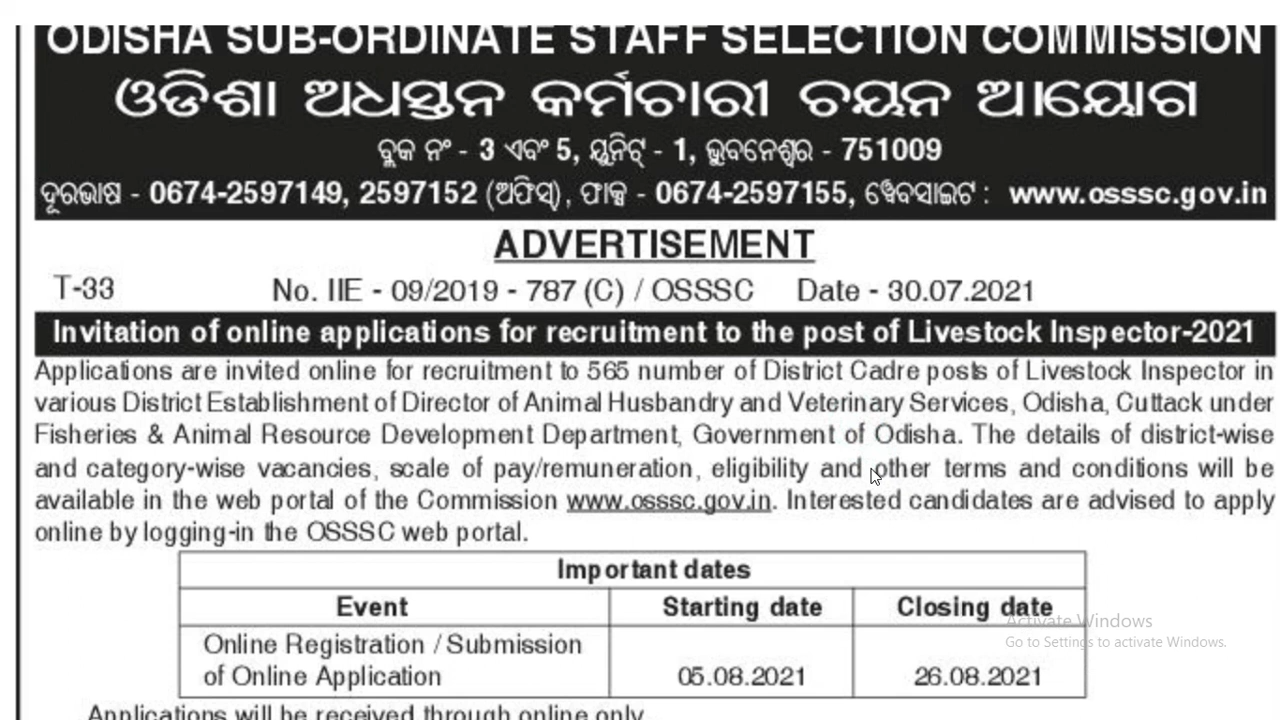 ODISHA SUB-ORDINATE STAFF SELECTION COMMISSION
ଓଡିଶା ଅଧସ୍ତନ କର୍ମଚାରୀ ଚୟନ ଆୟୋଗ
ବ୍ଲକ ନଂ - 3 ଏବଂ 5, ୟୁନିଟ୍ - 1, ଭୁବନେଶ୍ୱର - 751009
ଦୂରଭାଷ - 0674-2597149, 2597152 (ଅଫିସ୍), ଫାକ୍ସ - 0674-2597155, ୱେବସାଇଟ : www.osssc.gov.in
ADVERTISEMENT
T-33 No. IIE - 09/2019 - 787 (C) / OSSSC Date - 30.07.2021
Invitation of online applications for recruitment to the post of Livestock Inspector-2021
Applications are invited online for recruitment to 565 number of District Cadre posts of Livestock Inspector in
various District Establishment of Director of Animal Husbandry and Veterinary Services, Odisha, Cuttack under
Fisheries & Animal Resource Development Department, Government of Odisha. The details of district-wise
and category-wise vacancies, scale of pay/remuneration, eligibility and other terms and conditions will be
available in the web portal of the Commission www.osssc.gov.in. Interested candidates are advised to apply
online by logging-in the OSSSC web portal.
Important dates
Event Starting date Closing date
Online Registration / Submission
of Online Application 05.08.2021 26.08.2021
Activate Windows
Go to Settings to activate Windows.
Applications will be received through online only.